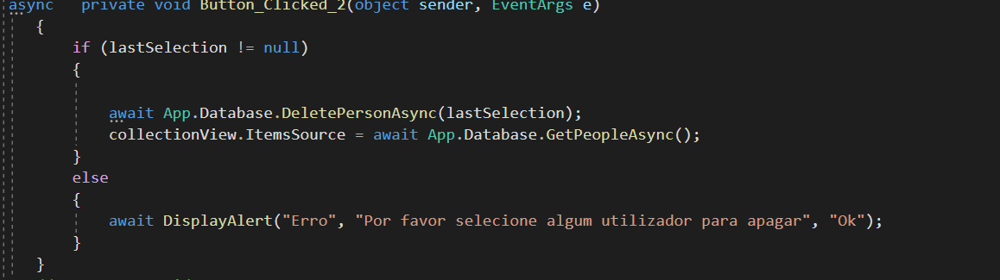 async   private void Button_Clicked_2(object sender, EventArgs e)
{
if (lastSelection != null)
{
await App.Database.DeletePersonAsync(lastSelection);
collectionView.ItemsSource = await App.Database.GetPeopleAsync();
}
else
{
await DisplayAlert("Erro", "Por favor selecione algum utilizador para apagar", "Ok");
}
}